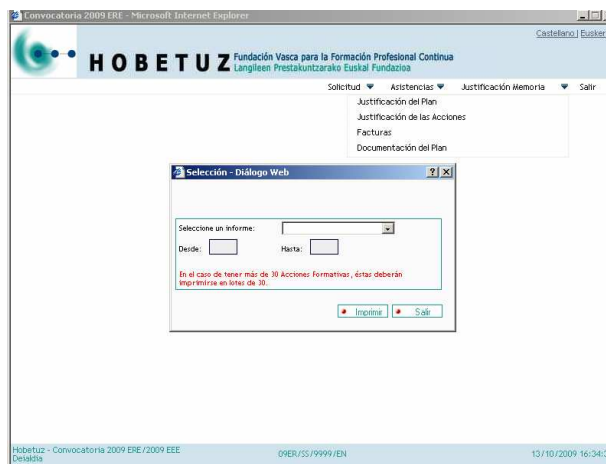 Convocatoria 2009 ERE - Microsoft Internet Explorer
Castellano | Eusker
HOBETUZ
Fundación Vasca para la Formación Profesional Continua
Langileen Prestakuntzarako Euskal Fundazioa
Solicitud Asistencias Justificación Memoria Salir
Justificación del Plan
Justificación de las Acciones
Facturas
Documentación del Plan
Selección - Diálogo Web
Seleccione un informe:
Desde: Hasta:
En el caso de tener más de 30 Acciones Formativas, éstas deberán
imprimirse en lotes de 30.
Imprimir Salir
Hobetuz - Convocatoria 2009 ERE/2009 EEE
Deialdia
09ER/SS/9999/EN
13/10/2009 16:34: